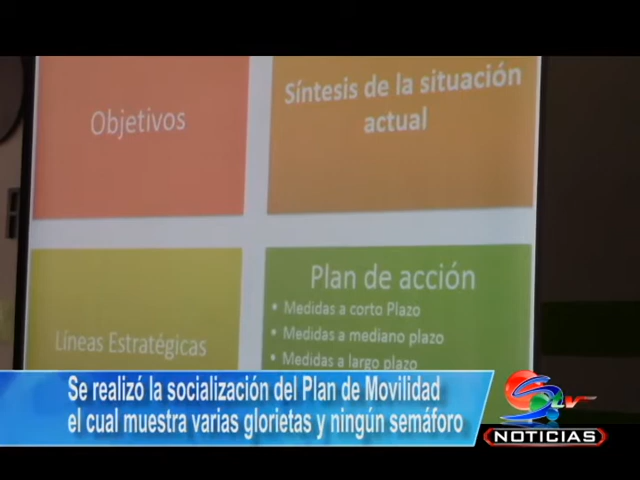 Objetivos
Síntesis de la situación
actual
Líneas Estratégicas
Plan de acción
• Medidas a corto Plazo
• Medidas a mediano plazo
• Medidas a largo plazo
Se realizó la socialización del Plan de Movilidad
el cual muestra varias glorietas y ningún semáforo
NOTICIAS